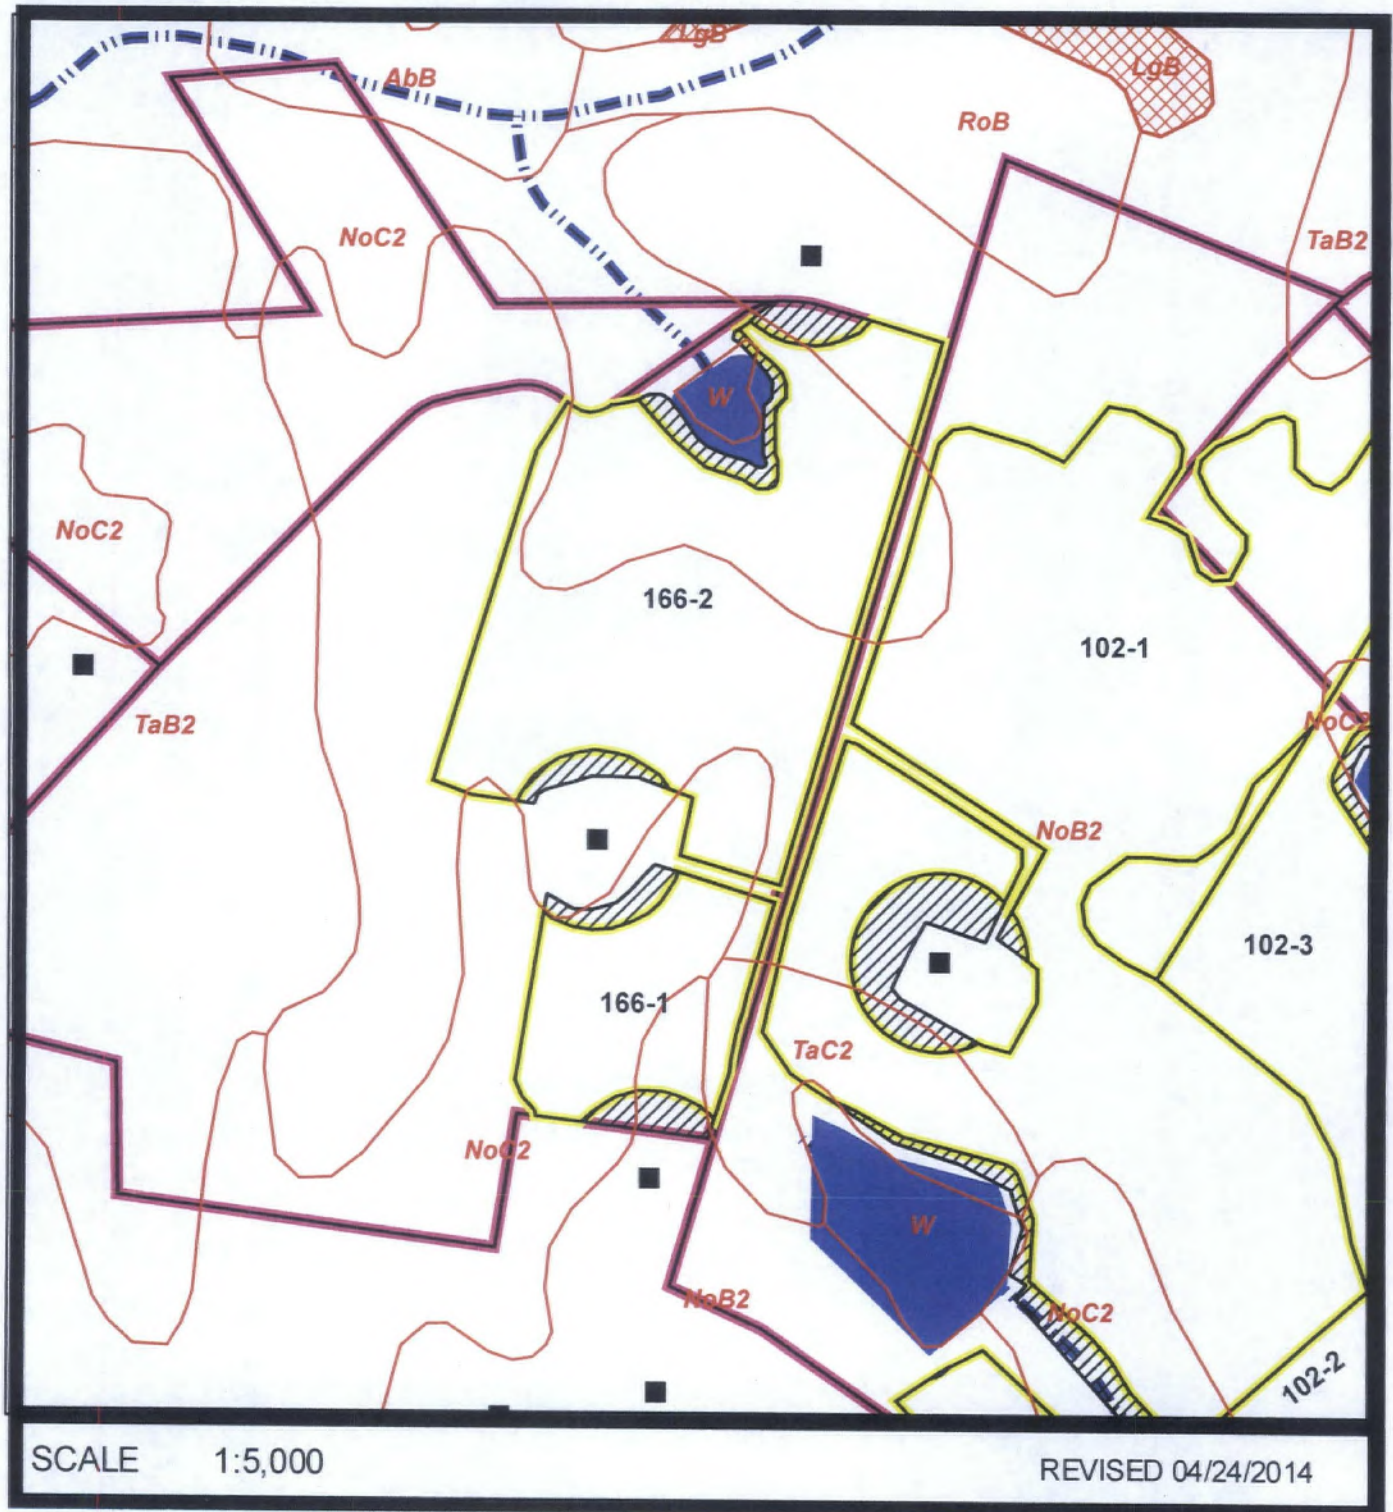 VgB
LgB
AbB
RoB
NoC2
TaB2
W
NoC2
166-2
102-1
TaB2
NoC2
NoB2
102-3
166-1
TaC2
NoC2
W
NoB2
NoC2
102-2
SCALE 1:5,000
REVISED 04/24/2014